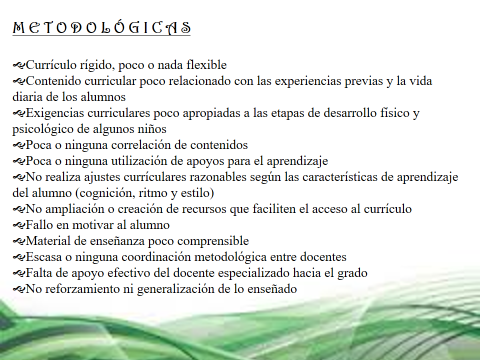 METODOLÓGICAS
Currículo rígido, poco o nada flexible
Contenido curricular poco relacionado con las experiencias previas y la vida
diaria de los alumnos
Exigencias curriculares poco apropiadas a las etapas de desarrollo físico y
psicológico de algunos niños
Poca o ninguna correlación de contenidos
Poca o ninguna utilización de apoyos para el aprendizaje
No realiza ajustes currículares razonables según las características de aprendizaje
del alumno (cognición, ritmo y estilo)
No ampliación o creación de recursos que faciliten el acceso al currículo
Fallo en motivar al alumno
Material de enseñanza poco comprensible
Escasa o ninguna coordinación metodológica entre docentes
Falta de apoyo efectivo del docente especializado hacia el grado
No reforzamiento ni generalización de lo enseñado